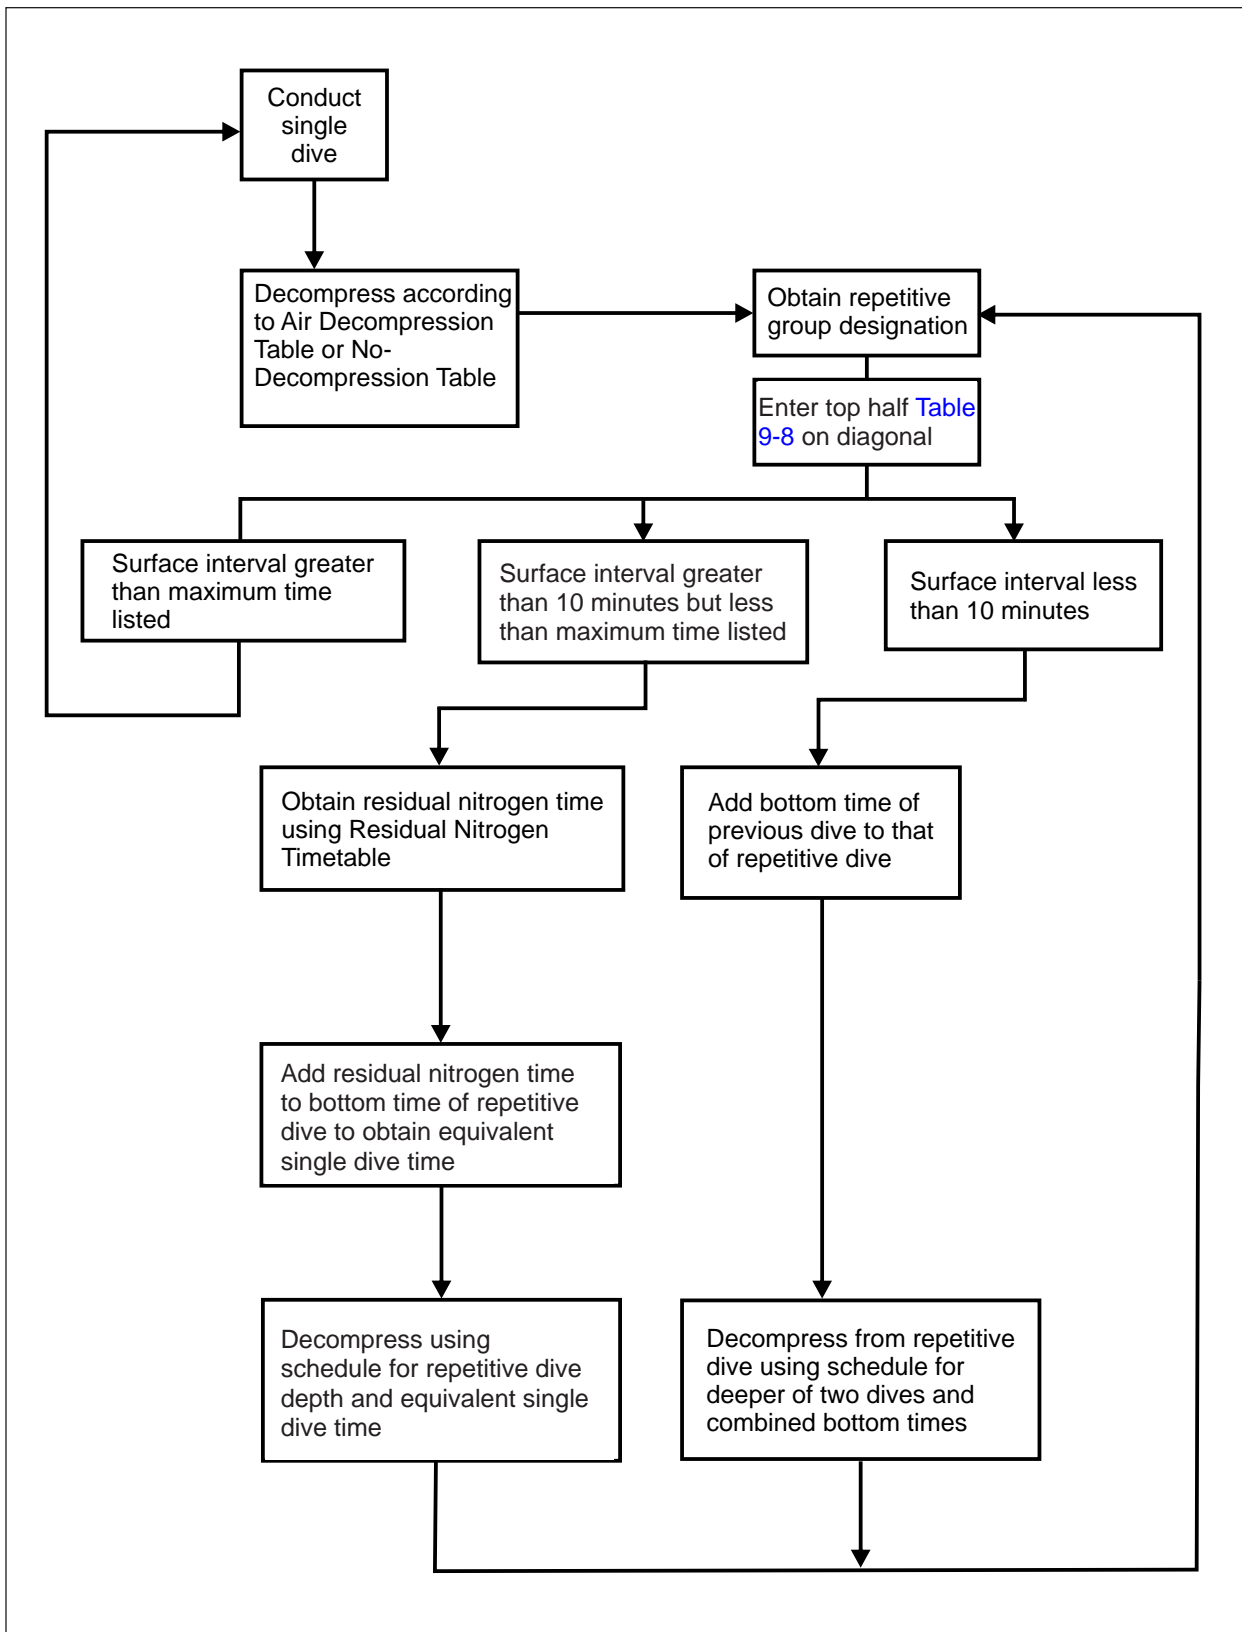 Conduct
single
dive
Decompress according
to Air Decompression
Table or No-
Decompression Table
Obtain repetitive
group designation
Enter top half Table
9-8 on diagonal
Surface interval greater
than maximum time
listed
Surface interval greater
than 10 minutes but less
than maximum time listed
Surface interval less
than 10 minutes
Obtain residual nitrogen time
using Residual Nitrogen
Timetable
Add bottom time of
previous dive to that
of repetitive dive
Add residual nitrogen time
to bottom time of repetitive
dive to obtain equivalent
single dive time
Decompress using
schedule for repetitive dive
depth and equivalent single
dive time
Decompress from repetitive
dive using schedule for
deeper of two dives and
combined bottom times